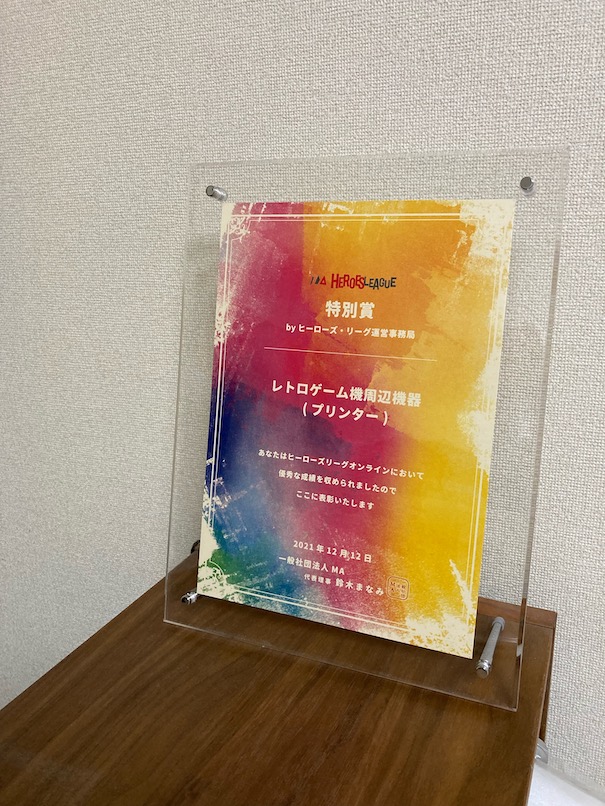 MA HEROES LEAGUE
特別賞
by ヒーローズ・リーグ運営事務局
レトロゲーム機周辺機器
(プリンター)
あなたはヒーローズリーグオンラインにおいて
優秀な成績を収められましたので
ここに表彰いたします
2021年12月12日
一般社団法人MA
代表理事 鈴木まなみ